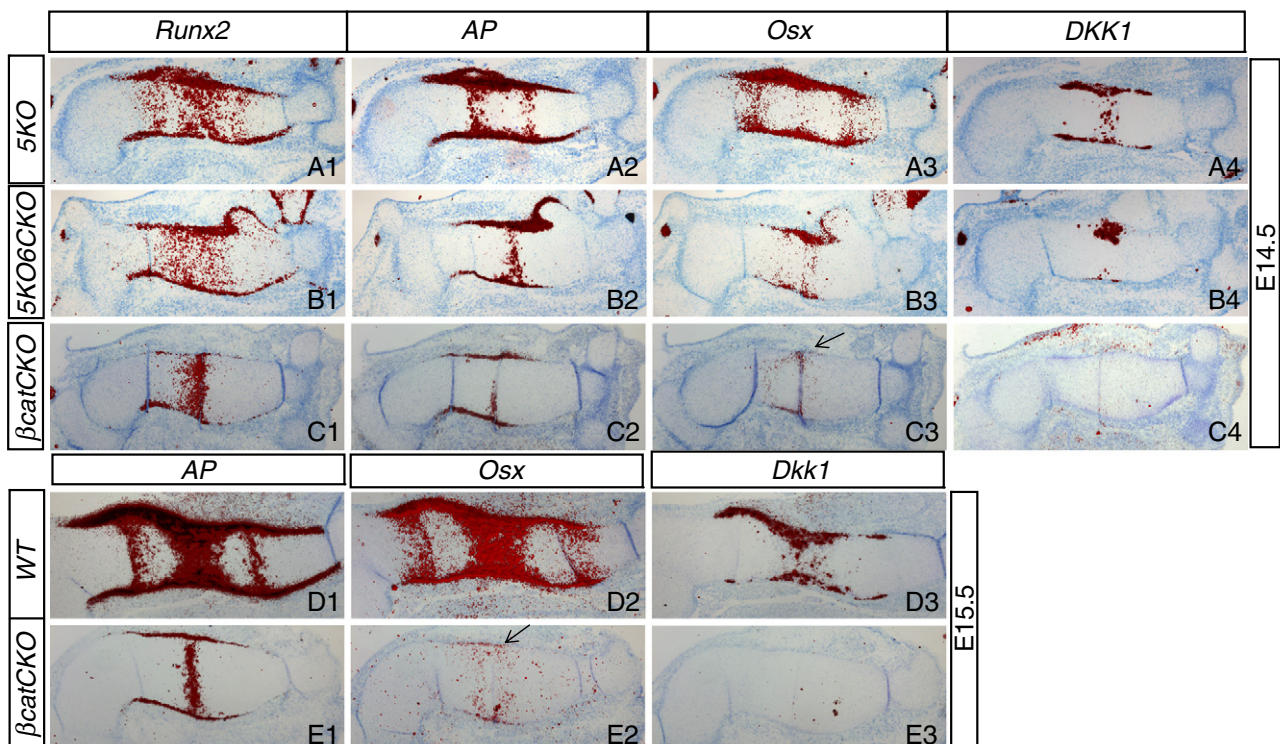 Runx2 AP Osx DKK1
5KO A1 A2 A3 A4
5KO6CKO B1 B2 B3 B4
βcatCKO C1 C2 C3 C4
E14.5
AP Osx Dkk1
WT D1 D2 D3
βcatCKO E1 E2 E3
E15.5